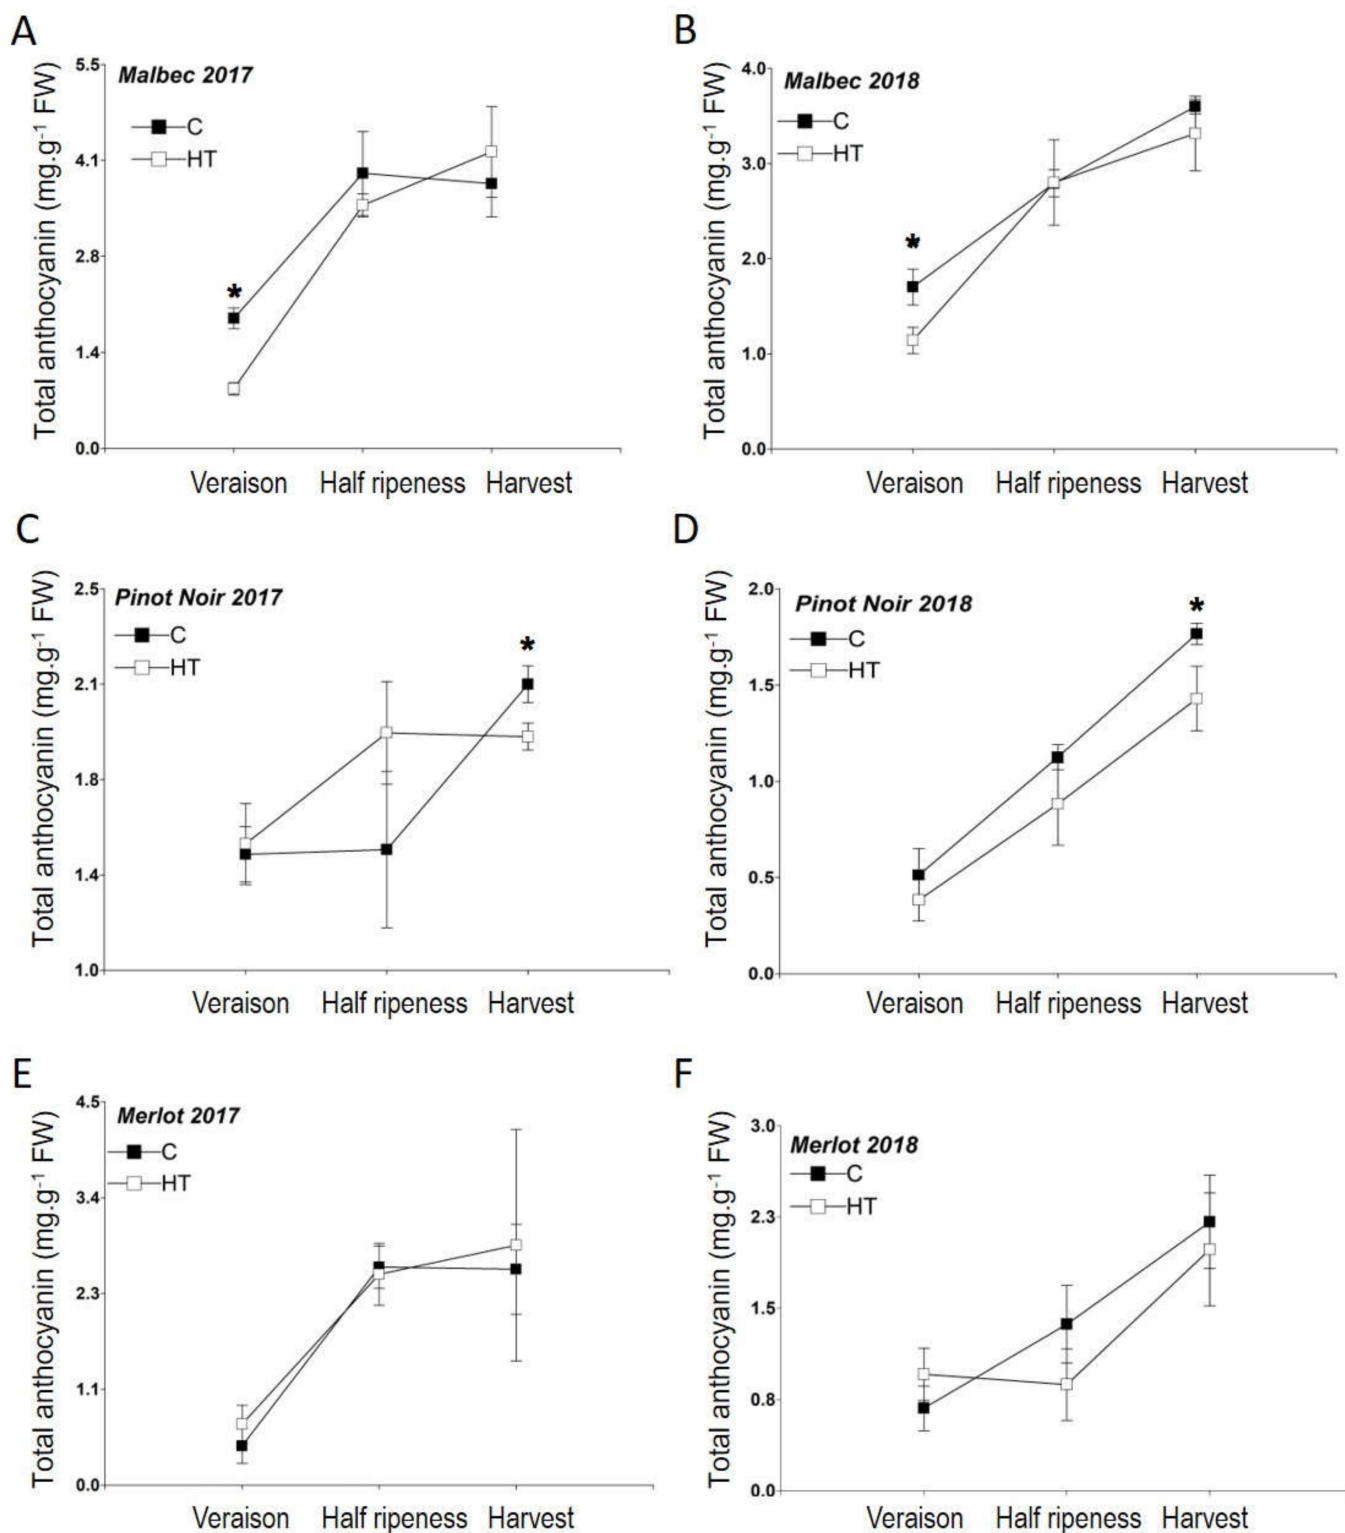 A
Total anthocyanin (mg.g⁻¹ FW)
Malbec 2017
C
HT
5.5
4.1
2.8
1.4
0.0
*
Veraison Half ripeness Harvest
B
Total anthocyanin (mg.g⁻¹ FW)
Malbec 2018
C
HT
4.0
3.0
2.0
1.0
0.0
*
Veraison Half ripeness Harvest
C
Total anthocyanin (mg.g⁻¹ FW)
Pinot Noir 2017
C
HT
2.5
2.1
1.8
1.4
1.0
*
Veraison Half ripeness Harvest
D
Total anthocyanin (mg.g⁻¹ FW)
Pinot Noir 2018
C
HT
2.0
1.5
1.0
0.5
0.0
*
Veraison Half ripeness Harvest
E
Total anthocyanin (mg.g⁻¹ FW)
Merlot 2017
C
HT
4.5
3.4
2.3
1.1
0.0
Veraison Half ripeness Harvest
F
Total anthocyanin (mg.g⁻¹ FW)
Merlot 2018
C
HT
3.0
2.3
1.5
0.8
0.0
Veraison Half ripeness Harvest